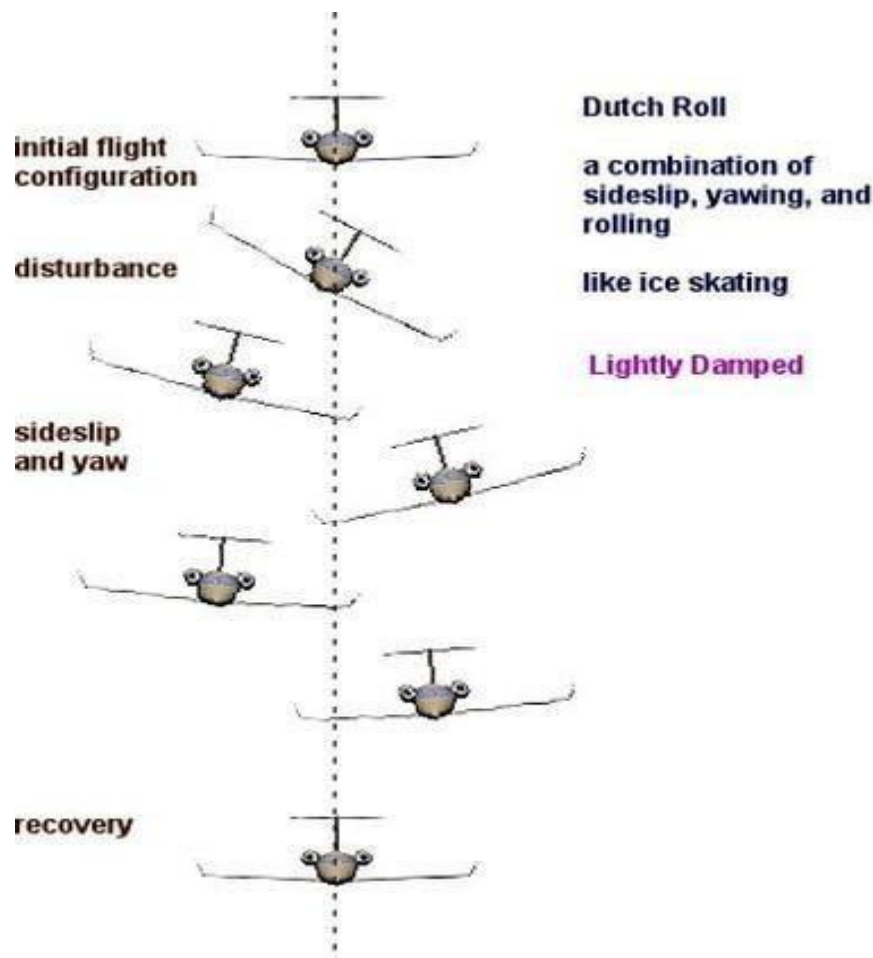 initial flight
configuration
disturbance
sideslip
and yaw
recovery
Dutch Roll
a combination of
sideslip, yawing, and
rolling
like ice skating
Lightly Damped